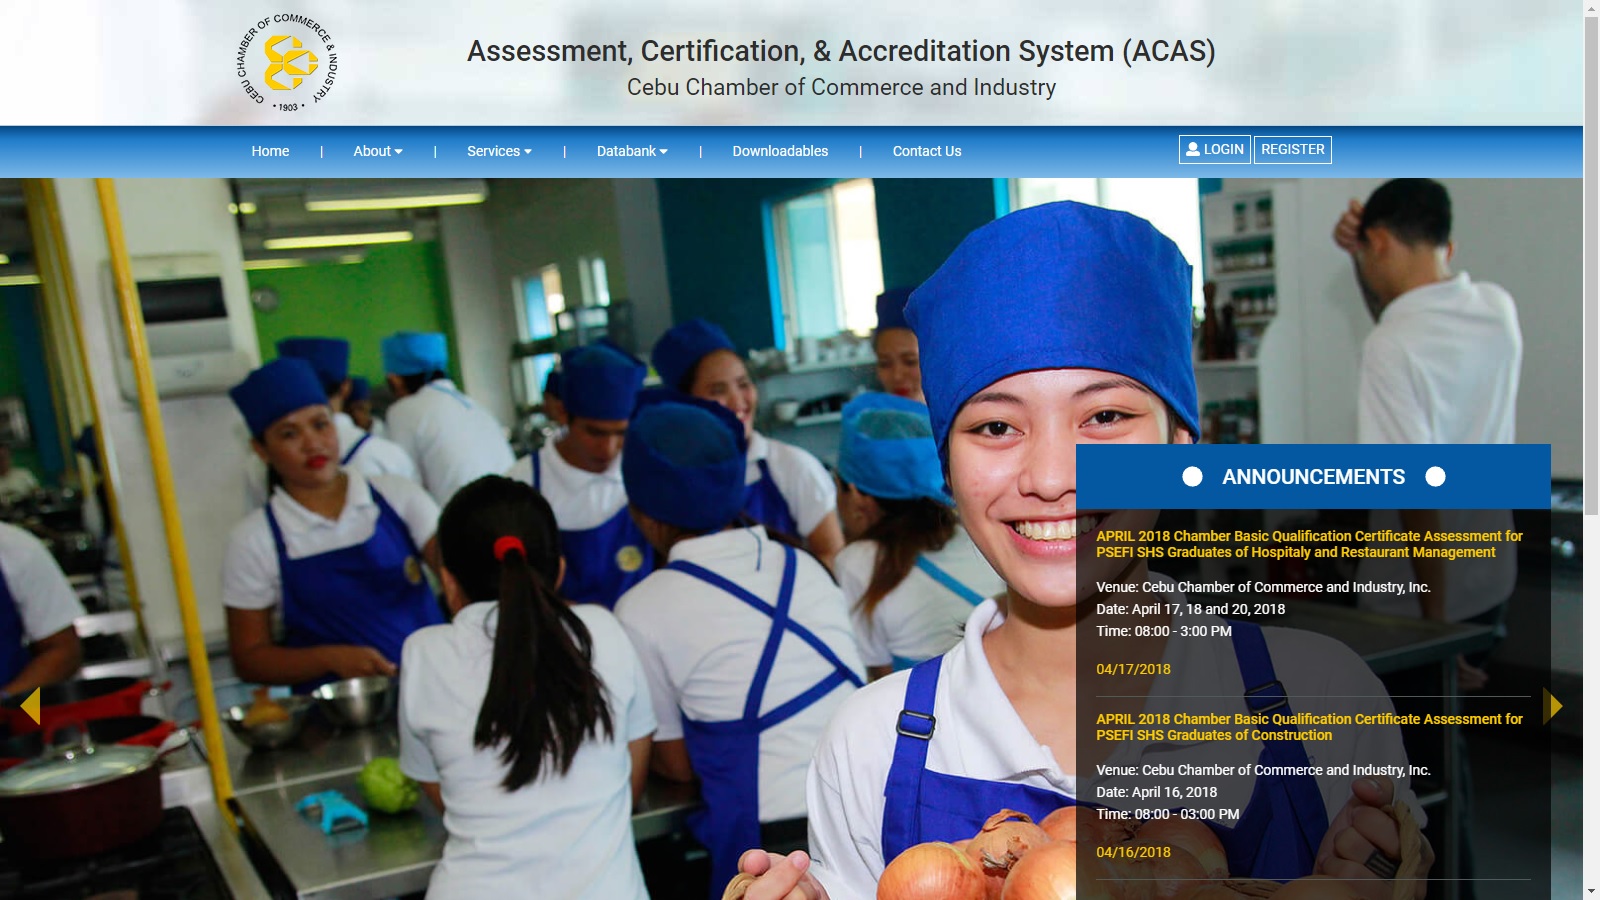 CEBU CHAMBER OF COMMERCE & INDUSTRY
• 1903 •
Assessment, Certification, & Accreditation System (ACAS)
Cebu Chamber of Commerce and Industry
Home | About | Services | Databank | Downloadables | Contact Us
LOGIN REGISTER
ANNOUNCEMENTS
APRIL 2018 Chamber Basic Qualification Certificate Assessment for
PSEFI SHS Graduates of Hospitaly and Restaurant Management
Venue: Cebu Chamber of Commerce and Industry, Inc.
Date: April 17, 18 and 20, 2018
Time: 08:00 - 3:00 PM
04/17/2018
APRIL 2018 Chamber Basic Qualification Certificate Assessment for
PSEFI SHS Graduates of Construction
Venue: Cebu Chamber of Commerce and Industry, Inc.
Date: April 16, 2018
Time: 08:00 - 03:00 PM
04/16/2018